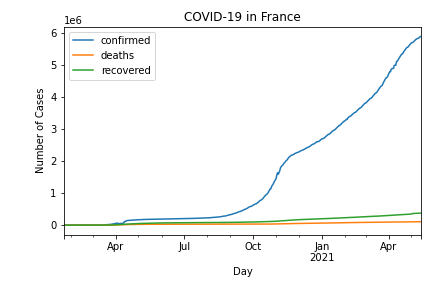 COVID-19 in France
1e6
confirmed
deaths
recovered
6
5
4
3
2
1
0
Number of Cases
Apr Jul Oct Jan Apr
2021
Day